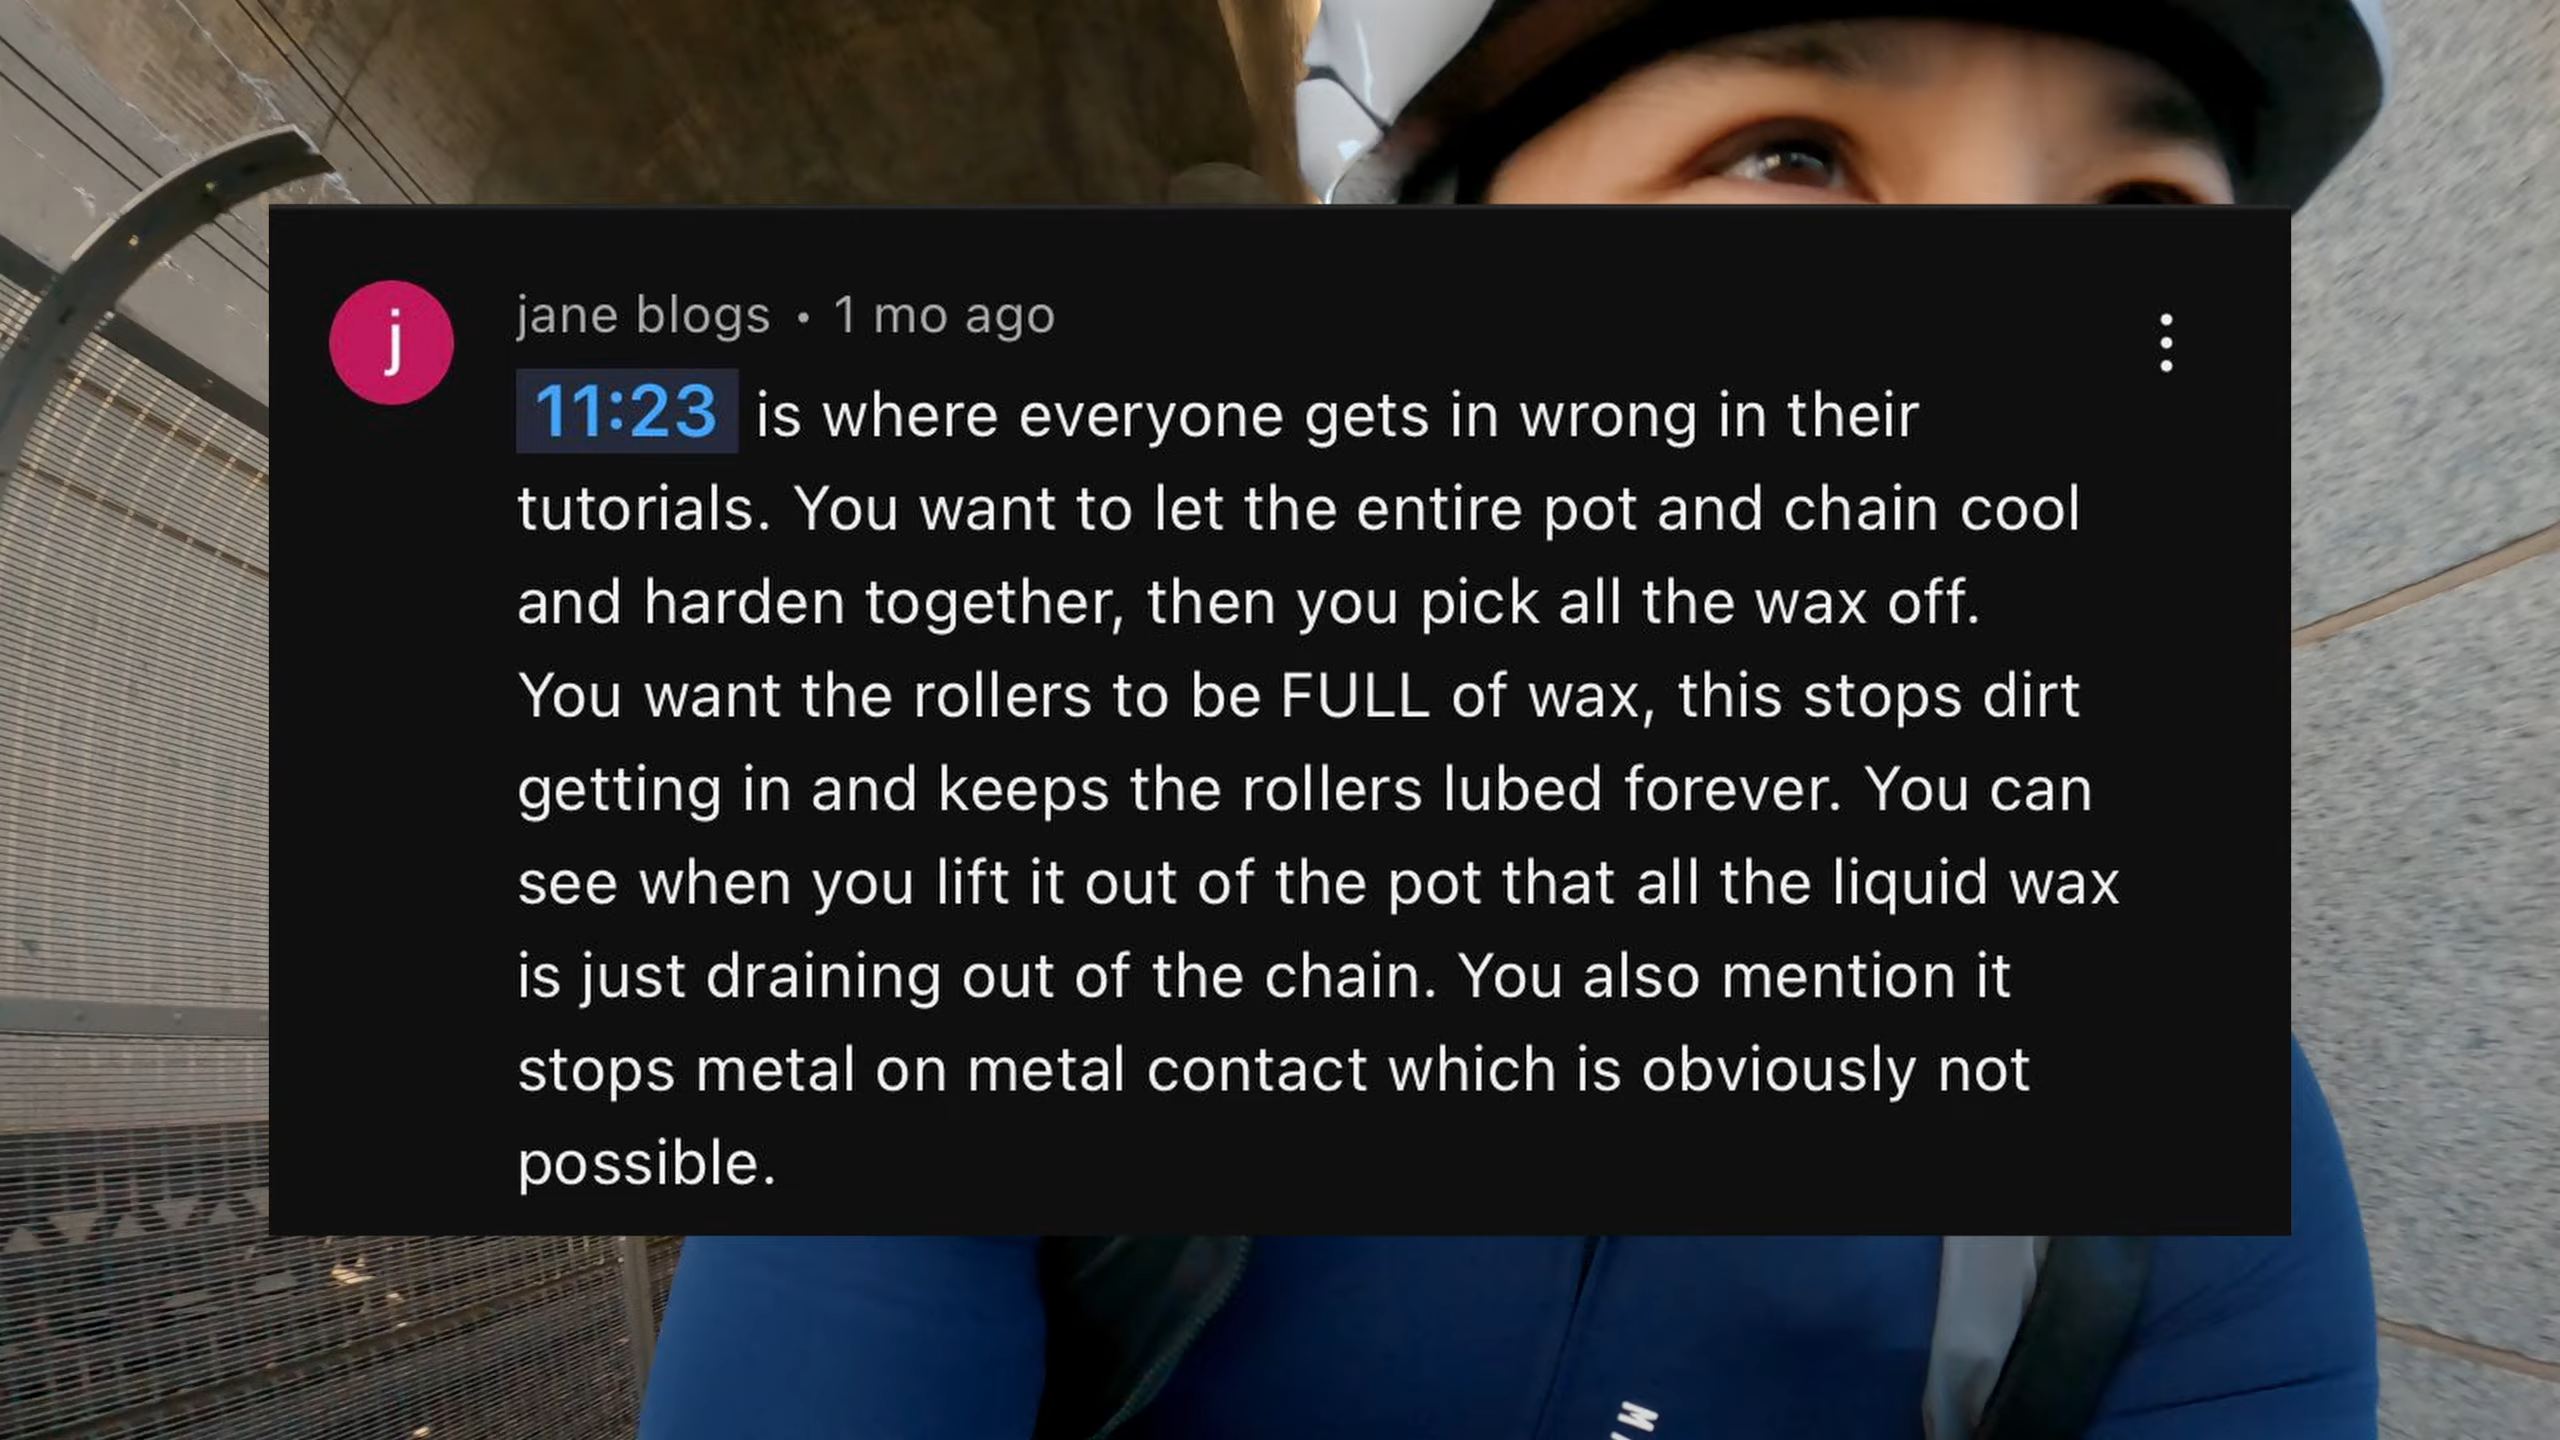 j
jane blogs • 1 mo ago
11:23 is where everyone gets in wrong in their
tutorials. You want to let the entire pot and chain cool
and harden together, then you pick all the wax off.
You want the rollers to be FULL of wax, this stops dirt
getting in and keeps the rollers lubed forever. You can
see when you lift it out of the pot that all the liquid wax
is just draining out of the chain. You also mention it
stops metal on metal contact which is obviously not
possible.